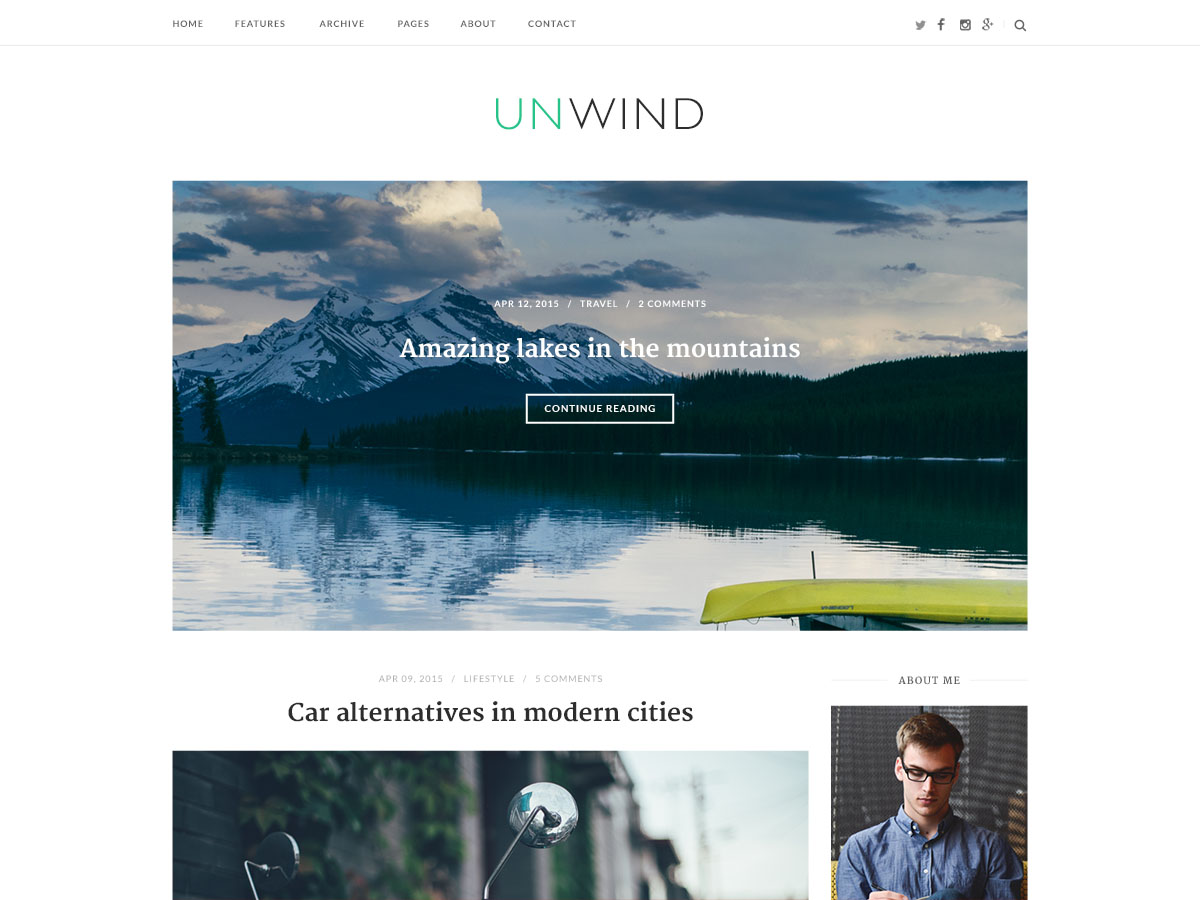 HOME FEATURES ARCHIVE PAGES ABOUT CONTACT
UNWIND
APR 12, 2015 / TRAVEL / 2 COMMENTS
Amazing lakes in the mountains
CONTINUE READING
APR 09, 2015 / LIFESTYLE / 5 COMMENTS
Car alternatives in modern cities
ABOUT ME